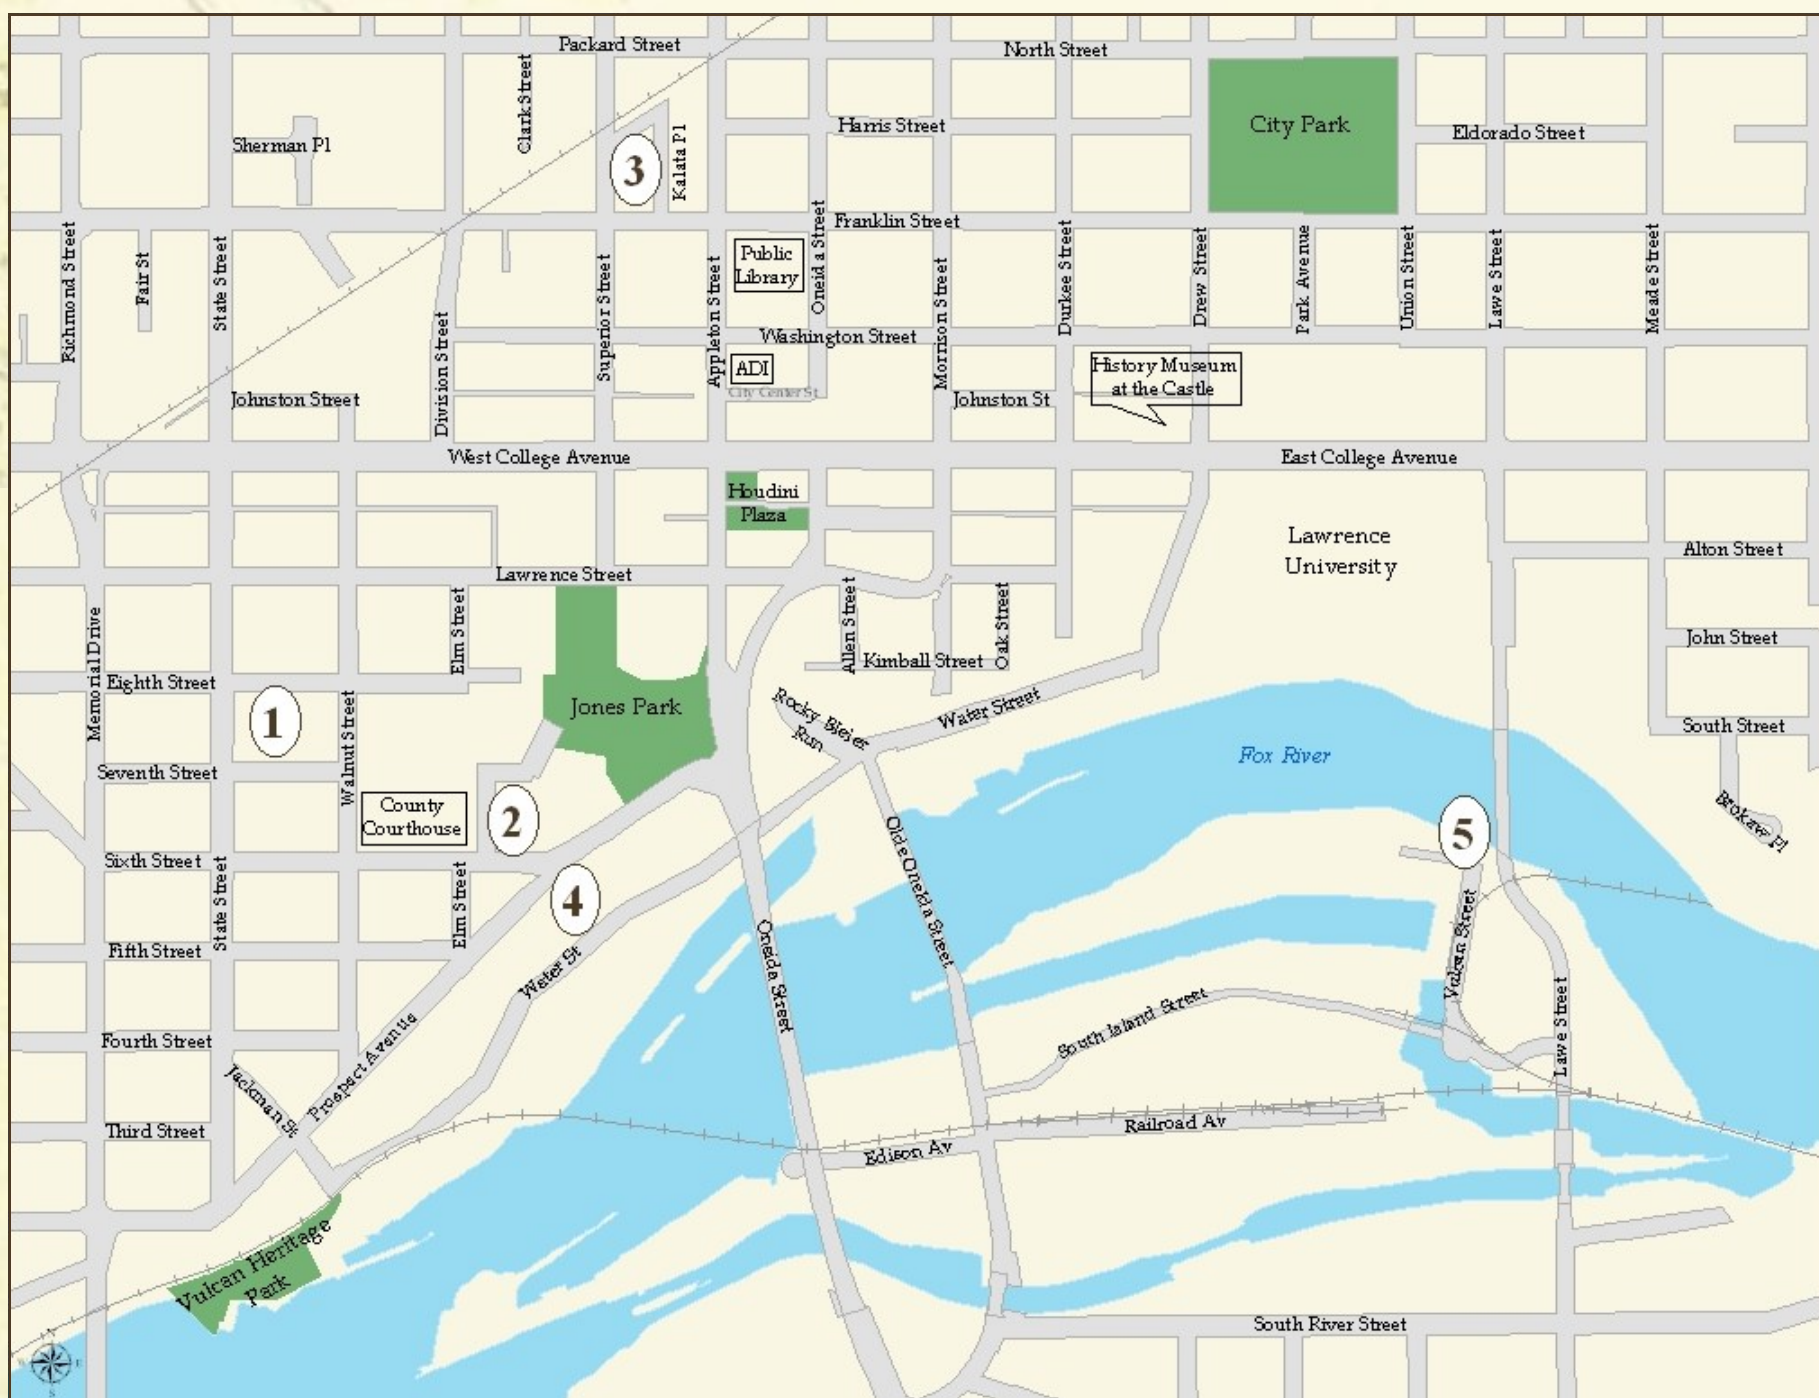 Packard Street
North Street
Clark Street
Harris Street
City Park
Eldorado Street
Sherman Pl
3
Kalata Pl
Franklin Street
Richmond Street
Fair St
State Street
Division Street
Superior Street
Appleton Street
Public
Library
Oneida Street
Morrison Street
Durkee Street
Drew Street
Park Avenue
Union Street
Lawe Street
Meade Street
Washington Street
ADI
City Center St
History Museum
at the Castle
Johnston Street
Johnston St
West College Avenue
East College Avenue
Houdini
Plaza
Lawrence
University
Alton Street
Lawrence Street
Memorial Drive
Elm Street
Allen Street
Oak Street
Kimball Street
John Street
Eighth Street
1
Walnut Street
Jones Park
Rocky Bleier
Run
Water Street
South Street
Fox River
Seventh Street
County
Courthouse
2
5
Brokaw Pl
Sixth Street
State Street
Elm Street
4
Olde Oneida Street
Fifth Street
Water St
Oneida Street
Vulcan Street
Lawe Street
Fourth Street
Prospect Avenue
South Island Street
Jackman St
Third Street
Railroad Av
Edison Av
Vulcan Heritage
Park
South River Street
N
W
E
S